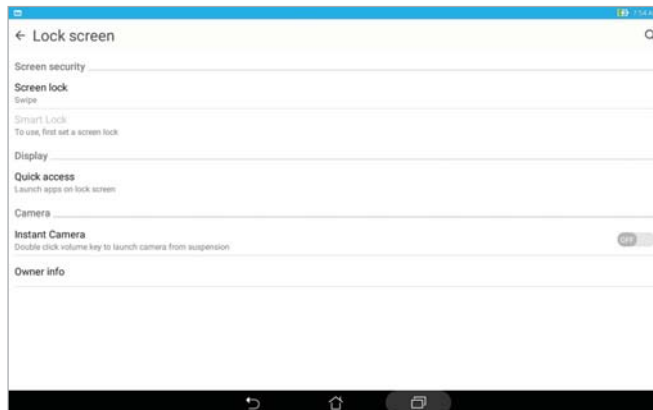 7:54 A
Lock screen
Screen security
Screen lock
Swipe
Smart Lock
To use, first set a screen lock
Display
Quick access
Launch apps on lock screen
Camera
Instant Camera
Double click volume key to launch camera from suspension
OFF
Owner info